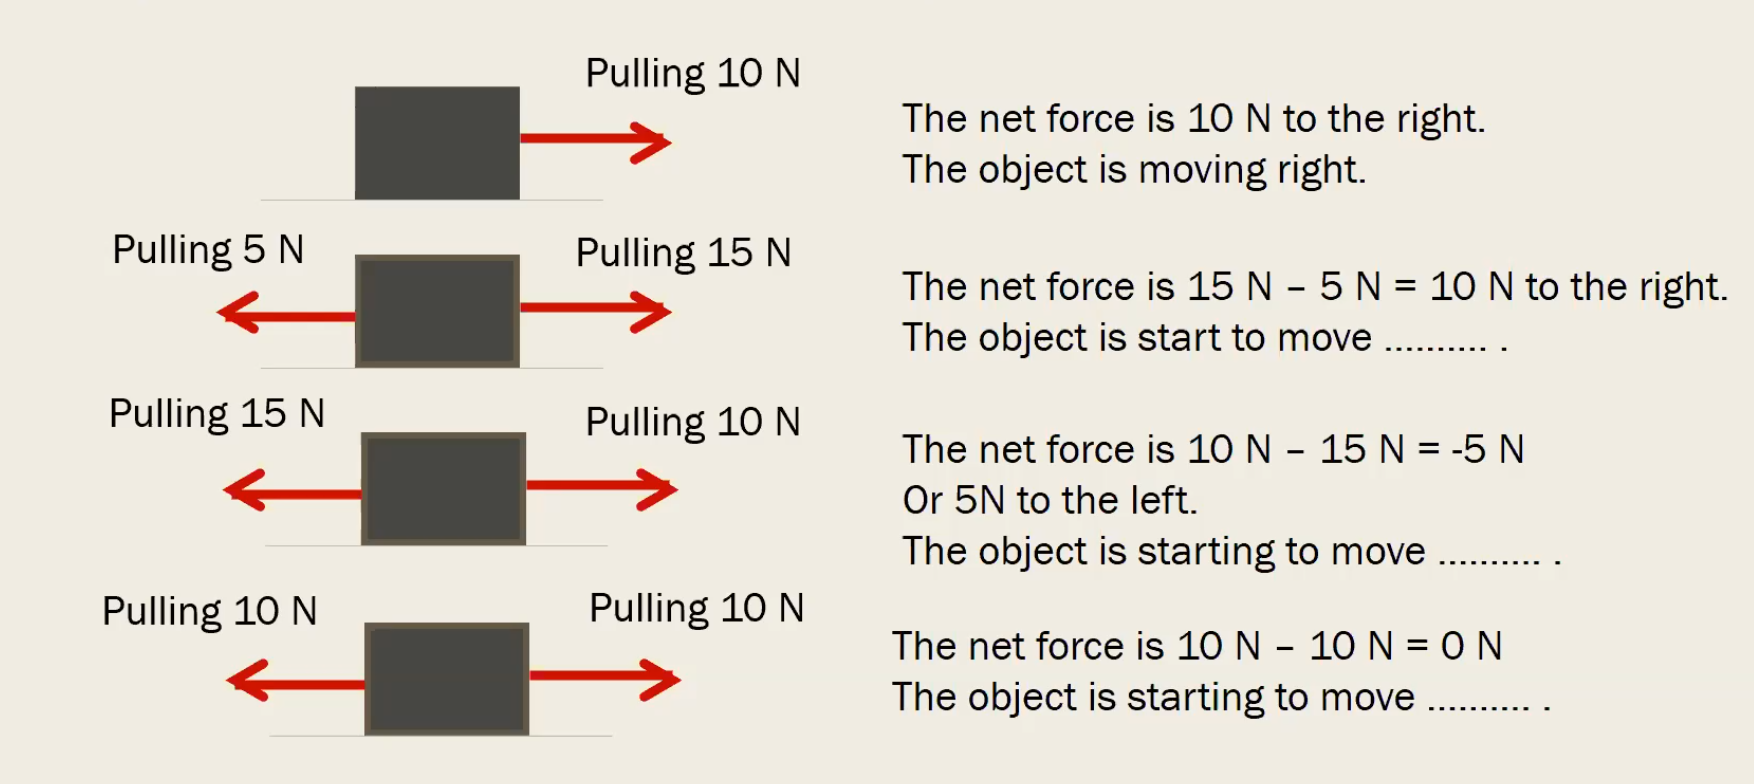 Pulling 10 N
The net force is 10 N to the right.
The object is moving right.
Pulling 5 N
Pulling 15 N
The net force is 15 N – 5 N = 10 N to the right.
The object is start to move .......... .
Pulling 15 N
Pulling 10 N
The net force is 10 N – 15 N = -5 N
Or 5N to the left.
The object is starting to move .......... .
Pulling 10 N
Pulling 10 N
The net force is 10 N – 10 N = 0 N
The object is starting to move .......... .